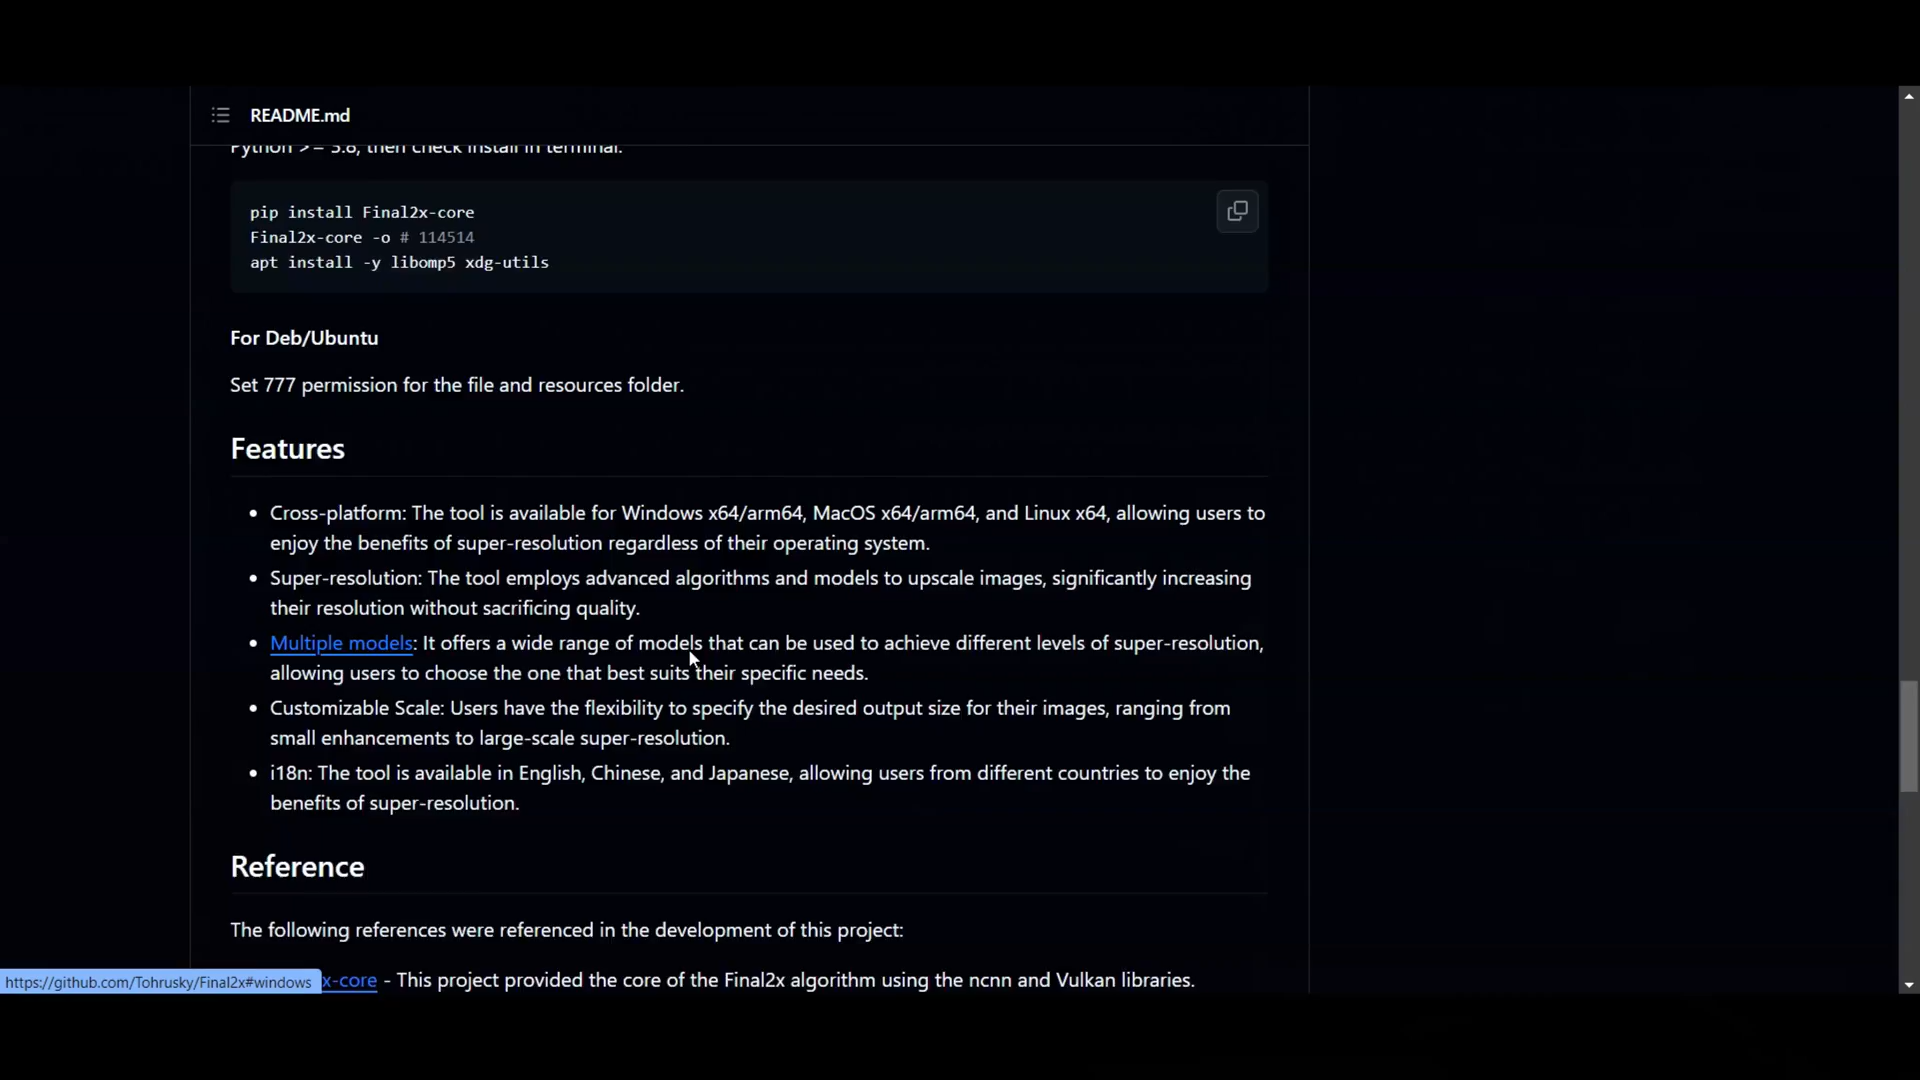 README.md
Python >= 3.8, then check install in terminal.
pip install Final2x-core
Final2x-core -o # 114514
apt install -y libomp5 xdg-utils
For Deb/Ubuntu
Set 777 permission for the file and resources folder.
Features
Cross-platform: The tool is available for Windows x64/arm64, MacOS x64/arm64, and Linux x64, allowing users to
enjoy the benefits of super-resolution regardless of their operating system.
Super-resolution: The tool employs advanced algorithms and models to upscale images, significantly increasing
their resolution without sacrificing quality.
Multiple models: It offers a wide range of models that can be used to achieve different levels of super-resolution,
allowing users to choose the one that best suits their specific needs.
Customizable Scale: Users have the flexibility to specify the desired output size for their images, ranging from
small enhancements to large-scale super-resolution.
i18n: The tool is available in English, Chinese, and Japanese, allowing users from different countries to enjoy the
benefits of super-resolution.
Reference
The following references were referenced in the development of this project:
https://github.com/Tohrusky/Final2x#windows x-core - This project provided the core of the Final2x algorithm using the ncnn and Vulkan libraries.